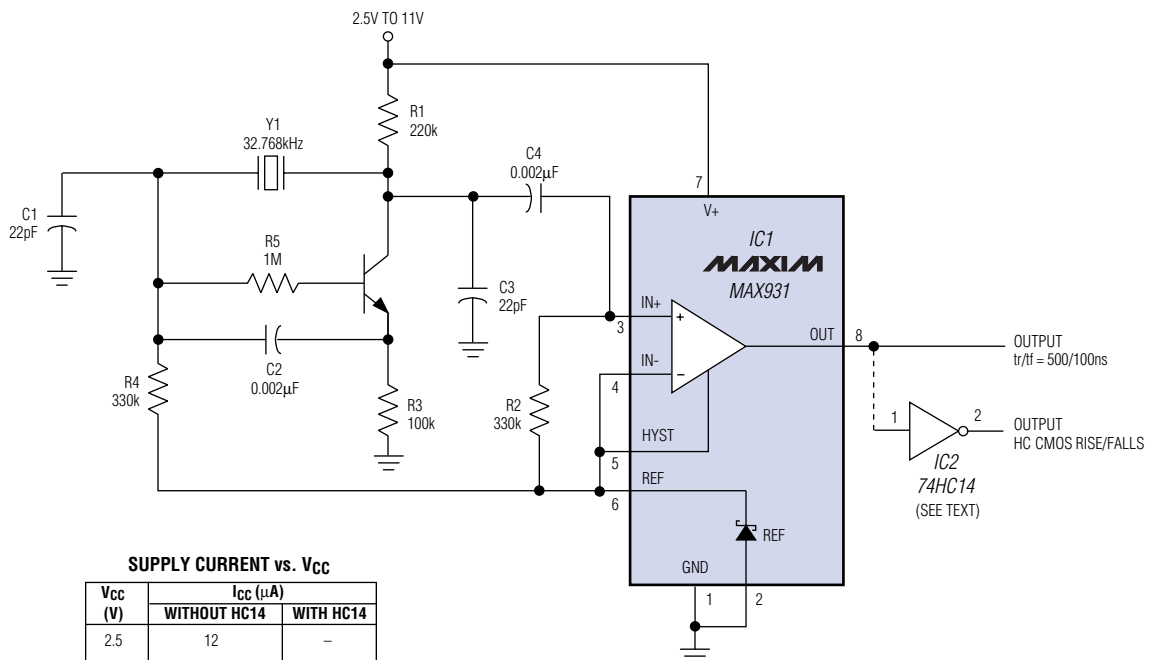 2.5V TO 11V
R1
220k
Y1
32.768kHz
C4
0.002µF
7
V+
C1
22pF
IC1
MAXIM
MAX931
R5
1M
C3
22pF
IN+
3
+
OUT
8
OUTPUT
tr/tf = 500/100ns
IN-
4
–
C2
0.002µF
R4
330k
R3
100k
R2
330k
1
2
OUTPUT
HC CMOS RISE/FALLS
HYST
5
IC2
74HC14
(SEE TEXT)
REF
6
REF
GND
1
2
SUPPLY CURRENT vs. VCC
VCC
(V)
ICC (µA)
WITHOUT HC14 WITH HC14
2.5 12 –